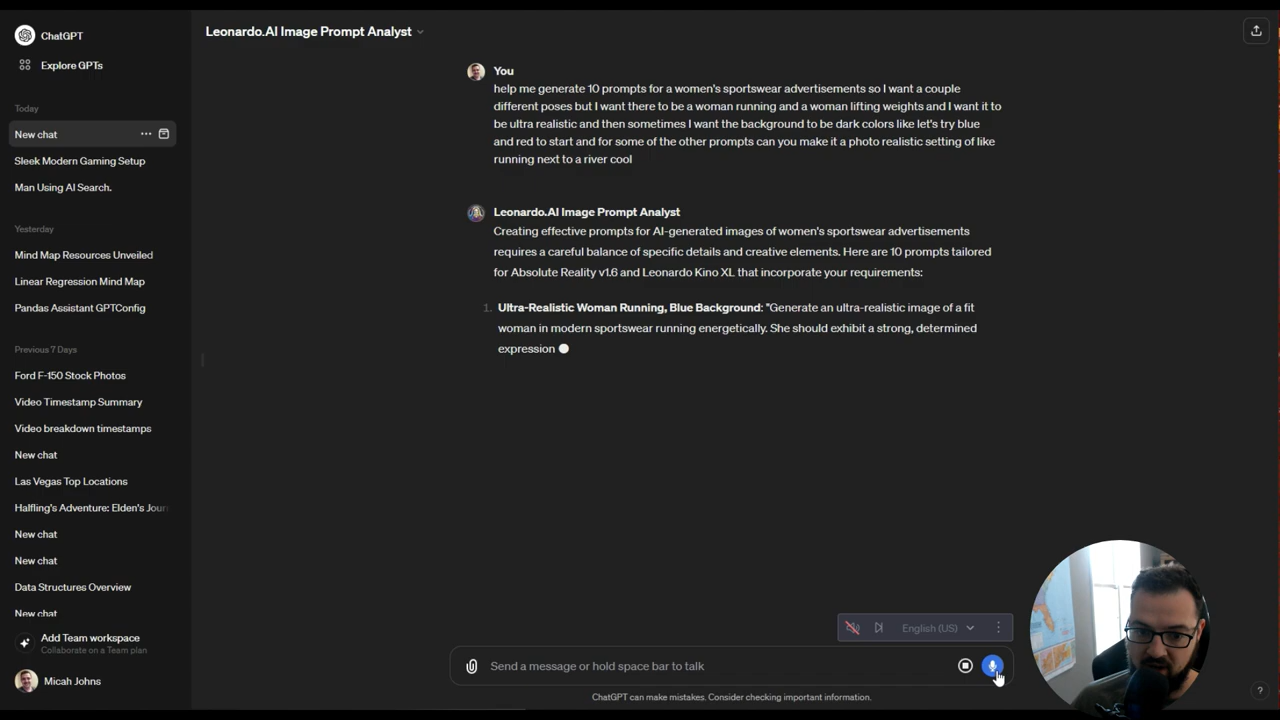 ChatGPT
Explore GPTs
Today
New chat
Sleek Modern Gaming Setup
Man Using AI Search.
Yesterday
Mind Map Resources Unveiled
Linear Regression Mind Map
Pandas Assistant GPTConfig
Previous 7 Days
Ford F-150 Stock Photos
Video Timestamp Summary
Video breakdown timestamps
New chat
Las Vegas Top Locations
Halfling's Adventure: Elden's Jour
New chat
New chat
Data Structures Overview
New chat
Add Team workspace
Collaborate on a Team plan
Micah Johns
Leonardo.AI Image Prompt Analyst
You
help me generate 10 prompts for a women's sportswear advertisements so I want a couple
different poses but I want there to be a woman running and a woman lifting weights and I want it to
be ultra realistic and then sometimes I want the background to be dark colors like let's try blue
and red to start and for some of the other prompts can you make it a photo realistic setting of like
running next to a river cool
Leonardo.AI Image Prompt Analyst
Creating effective prompts for AI-generated images of women's sportswear advertisements
requires a careful balance of specific details and creative elements. Here are 10 prompts tailored
for Absolute Reality v1.6 and Leonardo Kino XL that incorporate your requirements:
1. Ultra-Realistic Woman Running, Blue Background: "Generate an ultra-realistic image of a fit
woman in modern sportswear running energetically. She should exhibit a strong, determined
expression
English (US)
Send a message or hold space bar to talk
ChatGPT can make mistakes. Consider checking important information.
?